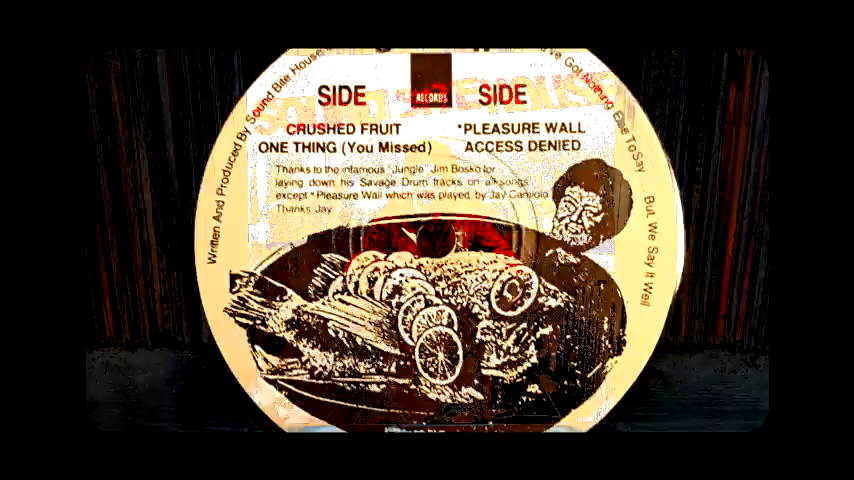 Written And Produced By Sound Bite House
ve Got Nothing Else To Say
But We Say It Well
RECORDS
SIDE
SIDE
CRUSHED FRUIT
ONE THING (You Missed)
*PLEASURE WALL
ACCESS DENIED
Thanks to the infamous "Jungle" Jim Bosko for
laying down his Savage Drum tracks on all songs
except * Pleasure Wall which was played by Jay
Thanks Jay